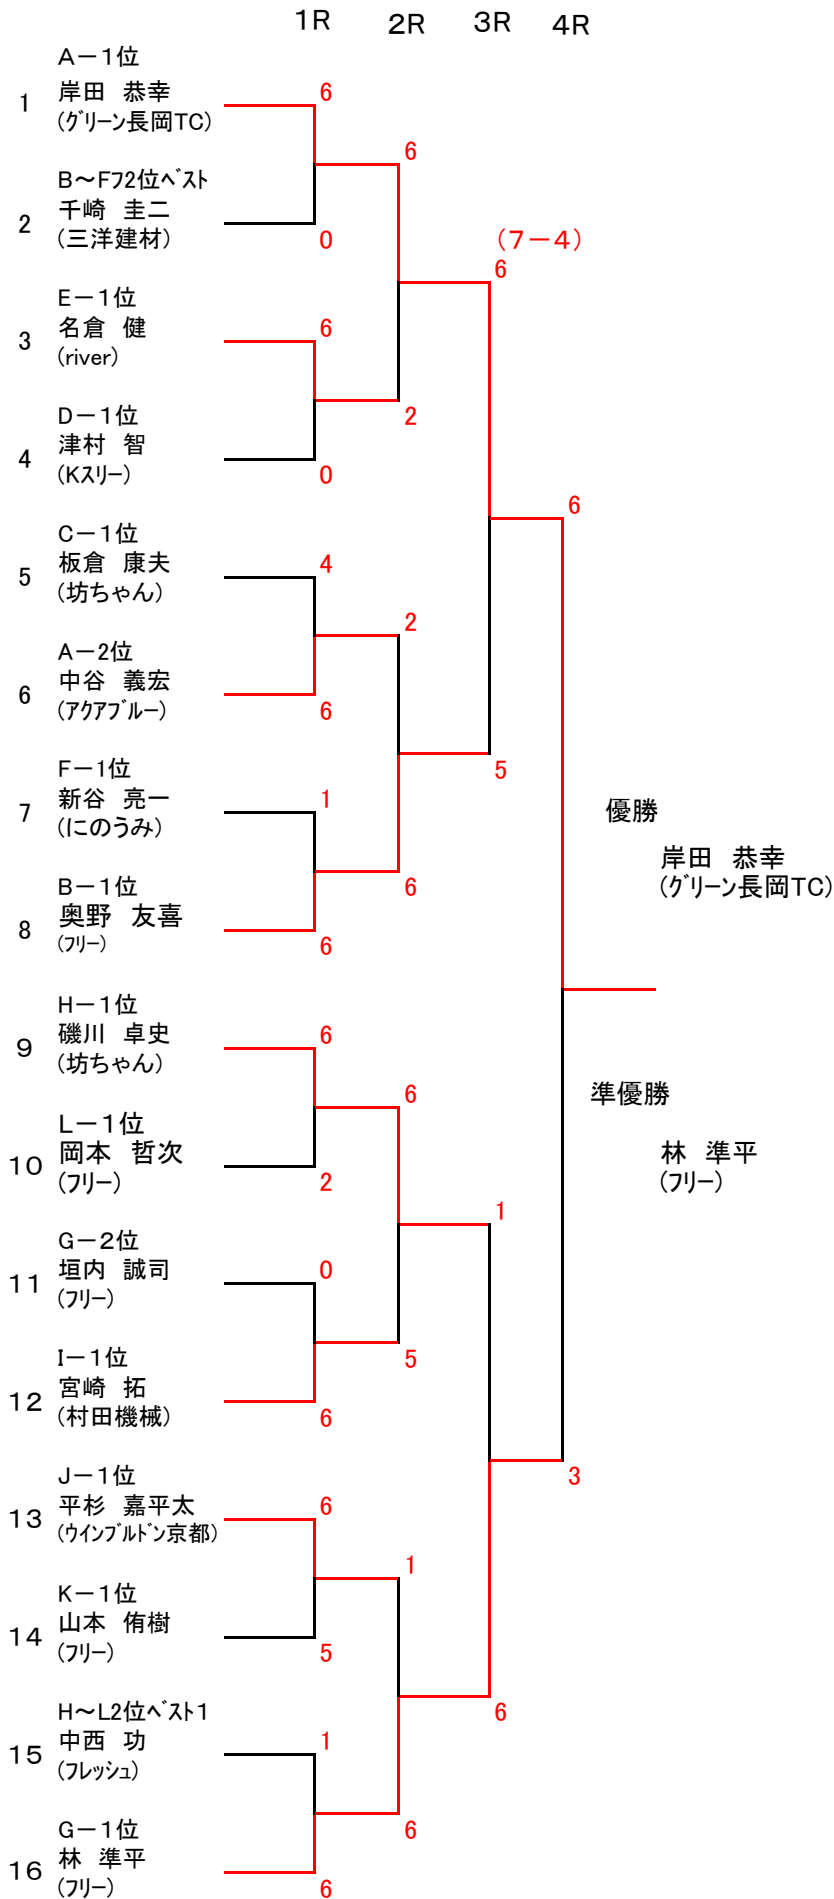 1R 2R 3R 4R
A－1位
1 岸田　恭幸 6
(ｸﾞﾘｰﾝ長岡TC)
6
B～Fﾌ2位ﾍﾞｽﾄ
2 千崎　圭二
(三洋建材) 0 (7－4)
6
E－1位
3 名倉　健 6
(river)
2
D－1位
4 津村　智
(Kｽﾘｰ) 0
6
C－1位
5 板倉　康夫 4
(坊ちゃん)
2
A－2位
6 中谷　義宏
(ｱｸｱﾌﾞﾙｰ) 6
5
F－1位
7 新谷　亮一 1
(にのうみ)
優勝
岸田　恭幸
(ｸﾞﾘｰﾝ長岡TC)
6
B－1位
8 奥野　友喜
(ﾌﾘｰ) 6
H－1位
9 磯川　卓史 6
(坊ちゃん)
6
準優勝
林　準平
(ﾌﾘｰ)
L－1位
10 岡本　哲次
(ﾌﾘｰ) 2
1
G－2位
11 垣内　誠司 0
(ﾌﾘｰ)
5
I－1位
12 宮崎　拓
(村田機械) 6
3
J－1位
13 平杉　嘉平太 6
(ｳｲﾝﾌﾞﾙﾄﾞﾝ京都)
1
K－1位
14 山本　侑樹
(ﾌﾘｰ) 5
6
H～L2位ﾍﾞｽﾄ1
15 中西　功 1
(ﾌﾚｯｼｭ)
6
G－1位
16 林　準平
(ﾌﾘｰ) 6